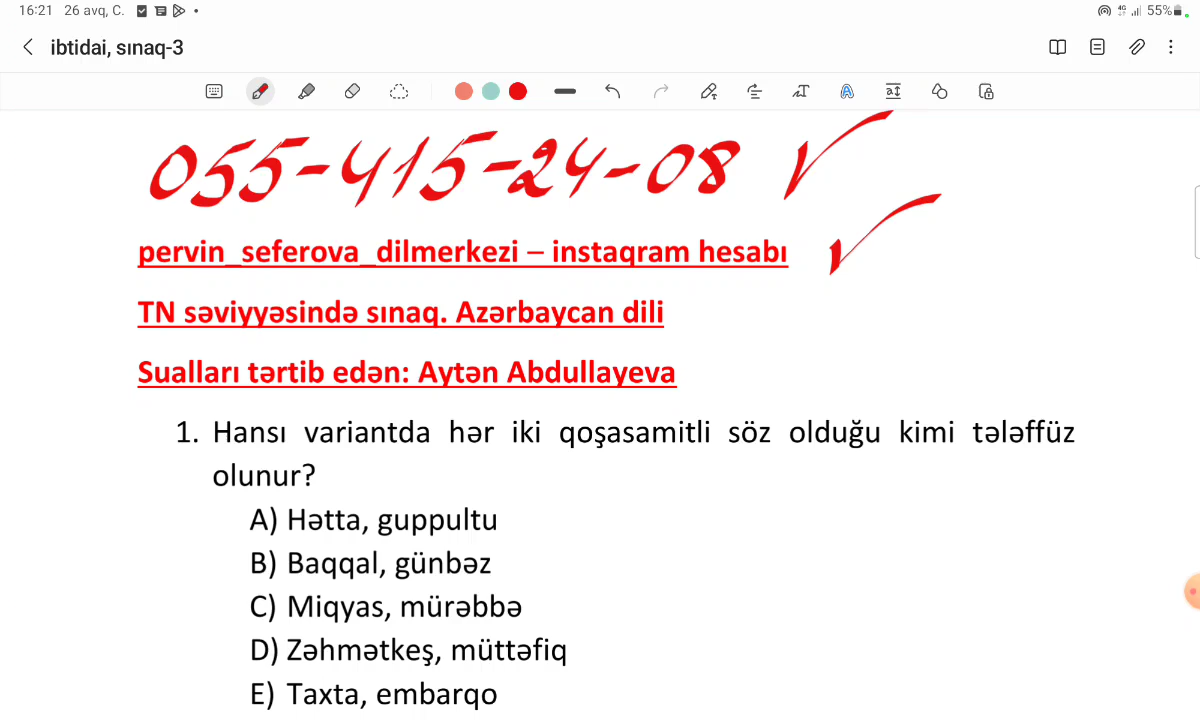 16:21 26 avq, C.
4G 55%
ibtidai, sınaq-3
055-415-24-08
pervin_seferova_dilmerkezi – instaqram hesabı
TN səviyyəsində sınaq. Azərbaycan dili
Sualları tərtib edən: Aytən Abdullayeva
1. Hansı variantda hər iki qoşasamitli söz olduğu kimi tələffüz
olunur?
A) Hətta, guppultu
B) Baqqal, günbəz
C) Miqyas, mürəbbə
D) Zəhmətkeş, müttəfiq
E) Taxta, embarqo